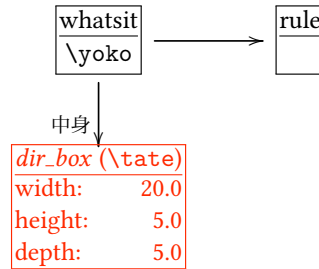 whatsit
\yoko
rule
中身
dir_box (\tate)
width: 20.0
height: 5.0
depth: 5.0